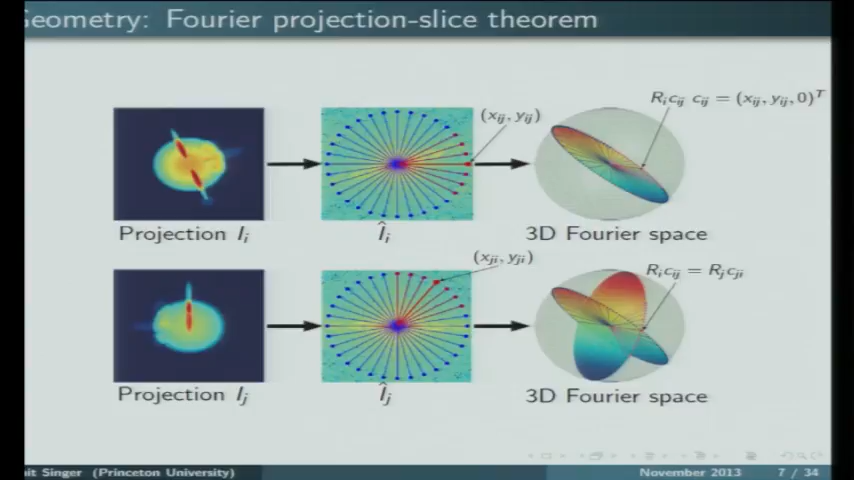 Geometry: Fourier projection-slice theorem
R_i c_ij c_ij = (x_ij, y_ij, 0)^T
(x_ij, y_ij)
Projection I_i
Î_i
3D Fourier space
(x_ji, y_ji)
R_i c_ij = R_j c_ji
Projection I_j
Î_j
3D Fourier space
it Singer (Princeton University)
November 2013
7 / 34